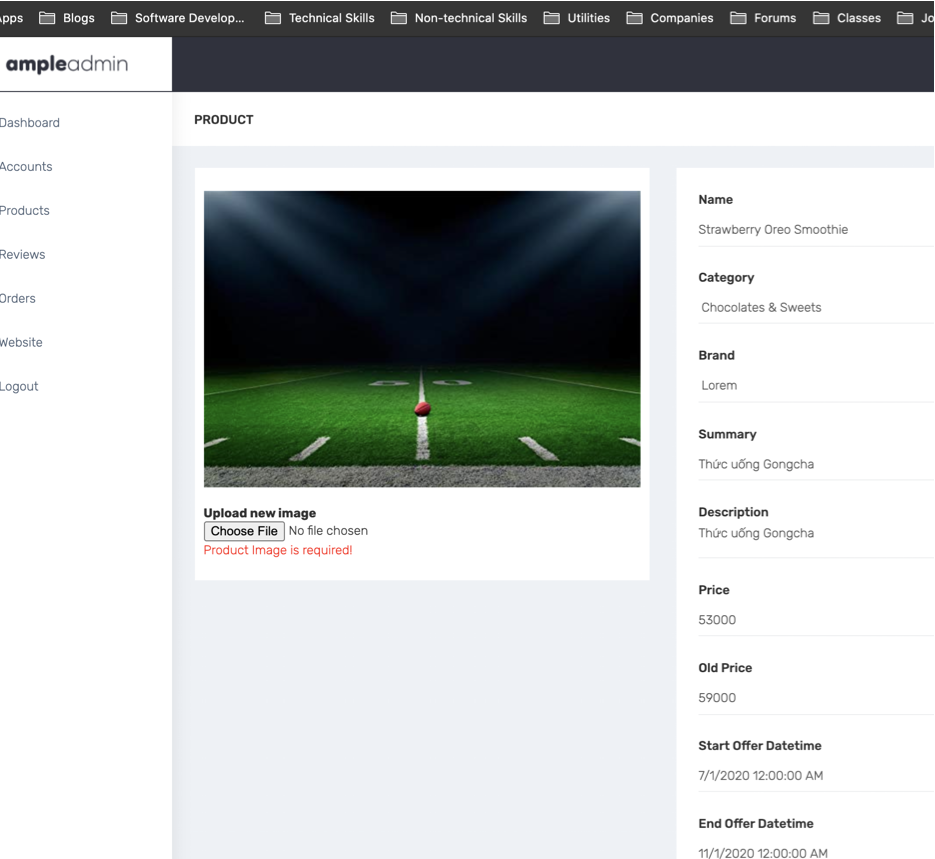 Blogs Software Develop... Technical Skills Non-technical Skills Utilities Companies Forums Classes
ampleadmin
Dashboard
Accounts
Products
Reviews
Orders
Website
Logout
PRODUCT
Upload new image
Choose File No file chosen
Product Image is required!
Name
Strawberry Oreo Smoothie
Category
Chocolates & Sweets
Brand
Lorem
Summary
Thức uống Gongcha
Description
Thức uống Gongcha
Price
53000
Old Price
59000
Start Offer Datetime
7/1/2020 12:00:00 AM
End Offer Datetime
11/1/2020 12:00:00 AM